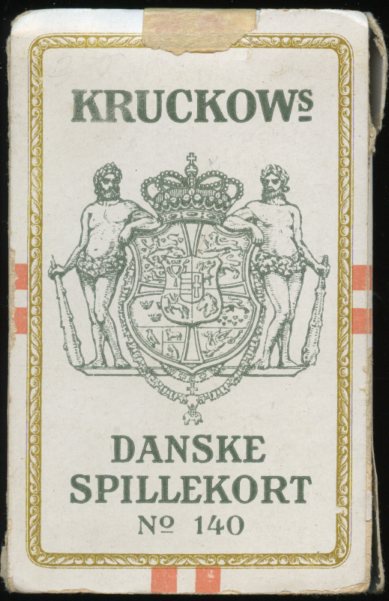 KRUCKOWs
DANSKE
SPILLEKORT
No 140